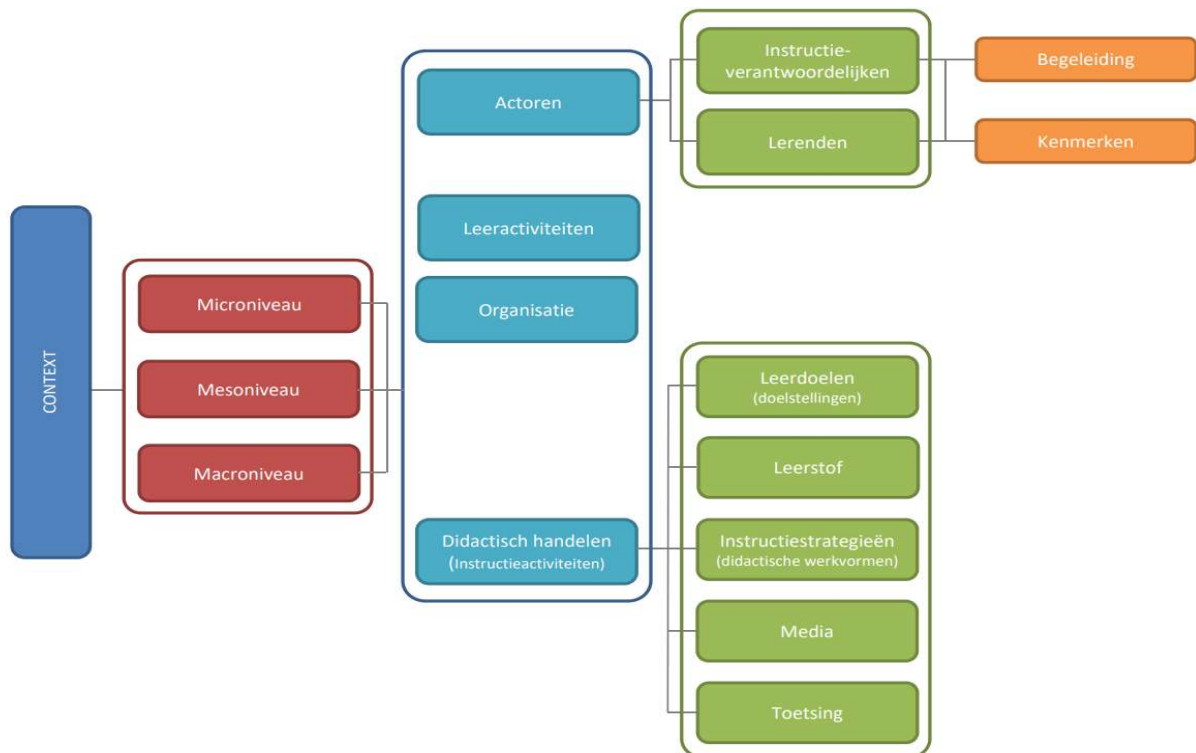 CONTEXT
Microniveau
Mesoniveau
Macroniveau
Actoren
Leeractiviteiten
Organisatie
Didactisch handelen
(Instructieactiviteiten)
Instructie-
verantwoordelijken
Lerenden
Begeleiding
Kenmerken
Leerdoelen
(doelstellingen)
Leerstof
Instructiestrategieën
(didactische werkvormen)
Media
Toetsing